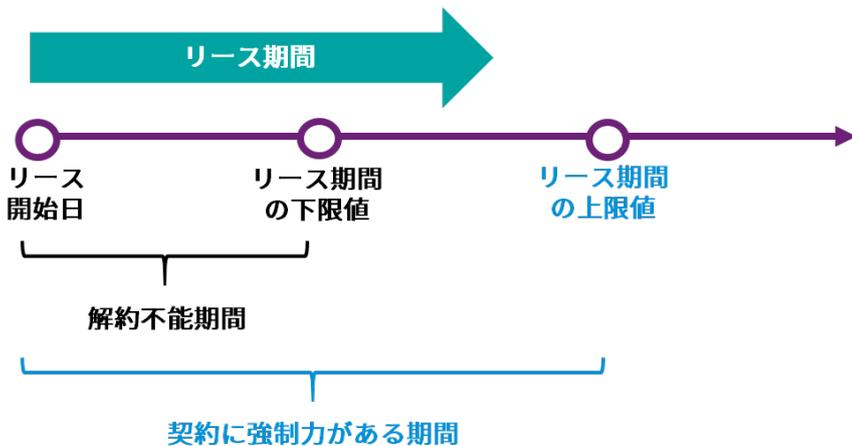 リース期間
リース
開始日
リース期間
の下限値
リース期間
の上限値
解約不能期間
契約に強制力がある期間